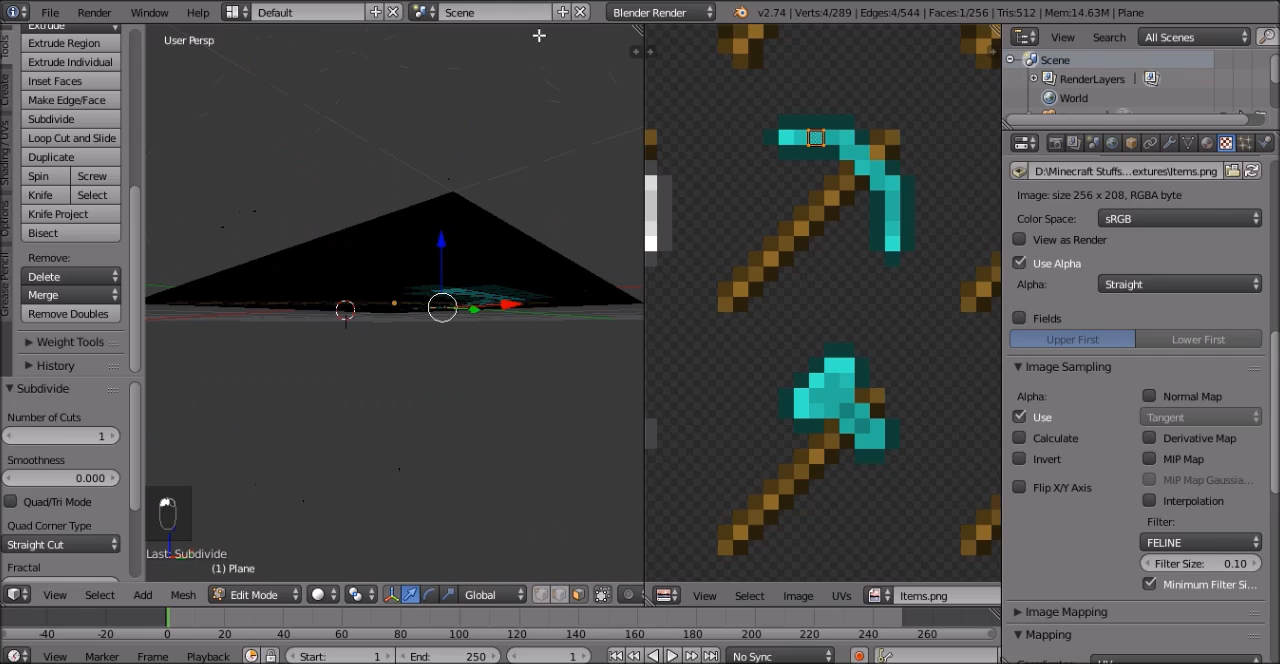 File Render Window Help Default Scene Blender Render v2.74 | Verts:4/289 | Edges:4/544 | Faces:1/256 | Tris:512 | Mem:14.63M | Plane
Extrude
Extrude Region
Extrude Individual
Inset Faces
Make Edge/Face
Subdivide
Loop Cut and Slide
Duplicate
Spin Screw
Knife Select
Knife Project
Bisect
Remove:
Delete
Merge
Remove Doubles
Weight Tools
History
Subdivide
Number of Cuts
1
Smoothness
0.000
Quad/Tri Mode
Quad Corner Type
Straight Cut
Fractal
Tools
Create
Shading / UVs
Options
Grease Pencil
User Persp
Last: Subdivide
(1) Plane
View Select Add Mesh Edit Mode Global
View Select Image UVs Items.png
-40 -20 0 20 40 60 80 100 120 140 160 180 200 220 240 260
View Marker Frame Playback Start: 1 End: 250 1 No Sync
View Search All Scenes
Scene
RenderLayers |
World
D:\Minecraft Stuffs...extures\Items.png
Image: size 256 x 208, RGBA byte
Color Space: sRGB
View as Render
Use Alpha
Alpha: Straight
Fields
Upper First Lower First
Image Sampling
Alpha: Normal Map
Use Tangent
Calculate Derivative Map
Invert MIP Map
MIP Map Gaussia...
Flip X/Y Axis Interpolation
Filter:
FELINE
Filter Size: 0.10
Minimum Filter Si...
Image Mapping
Mapping